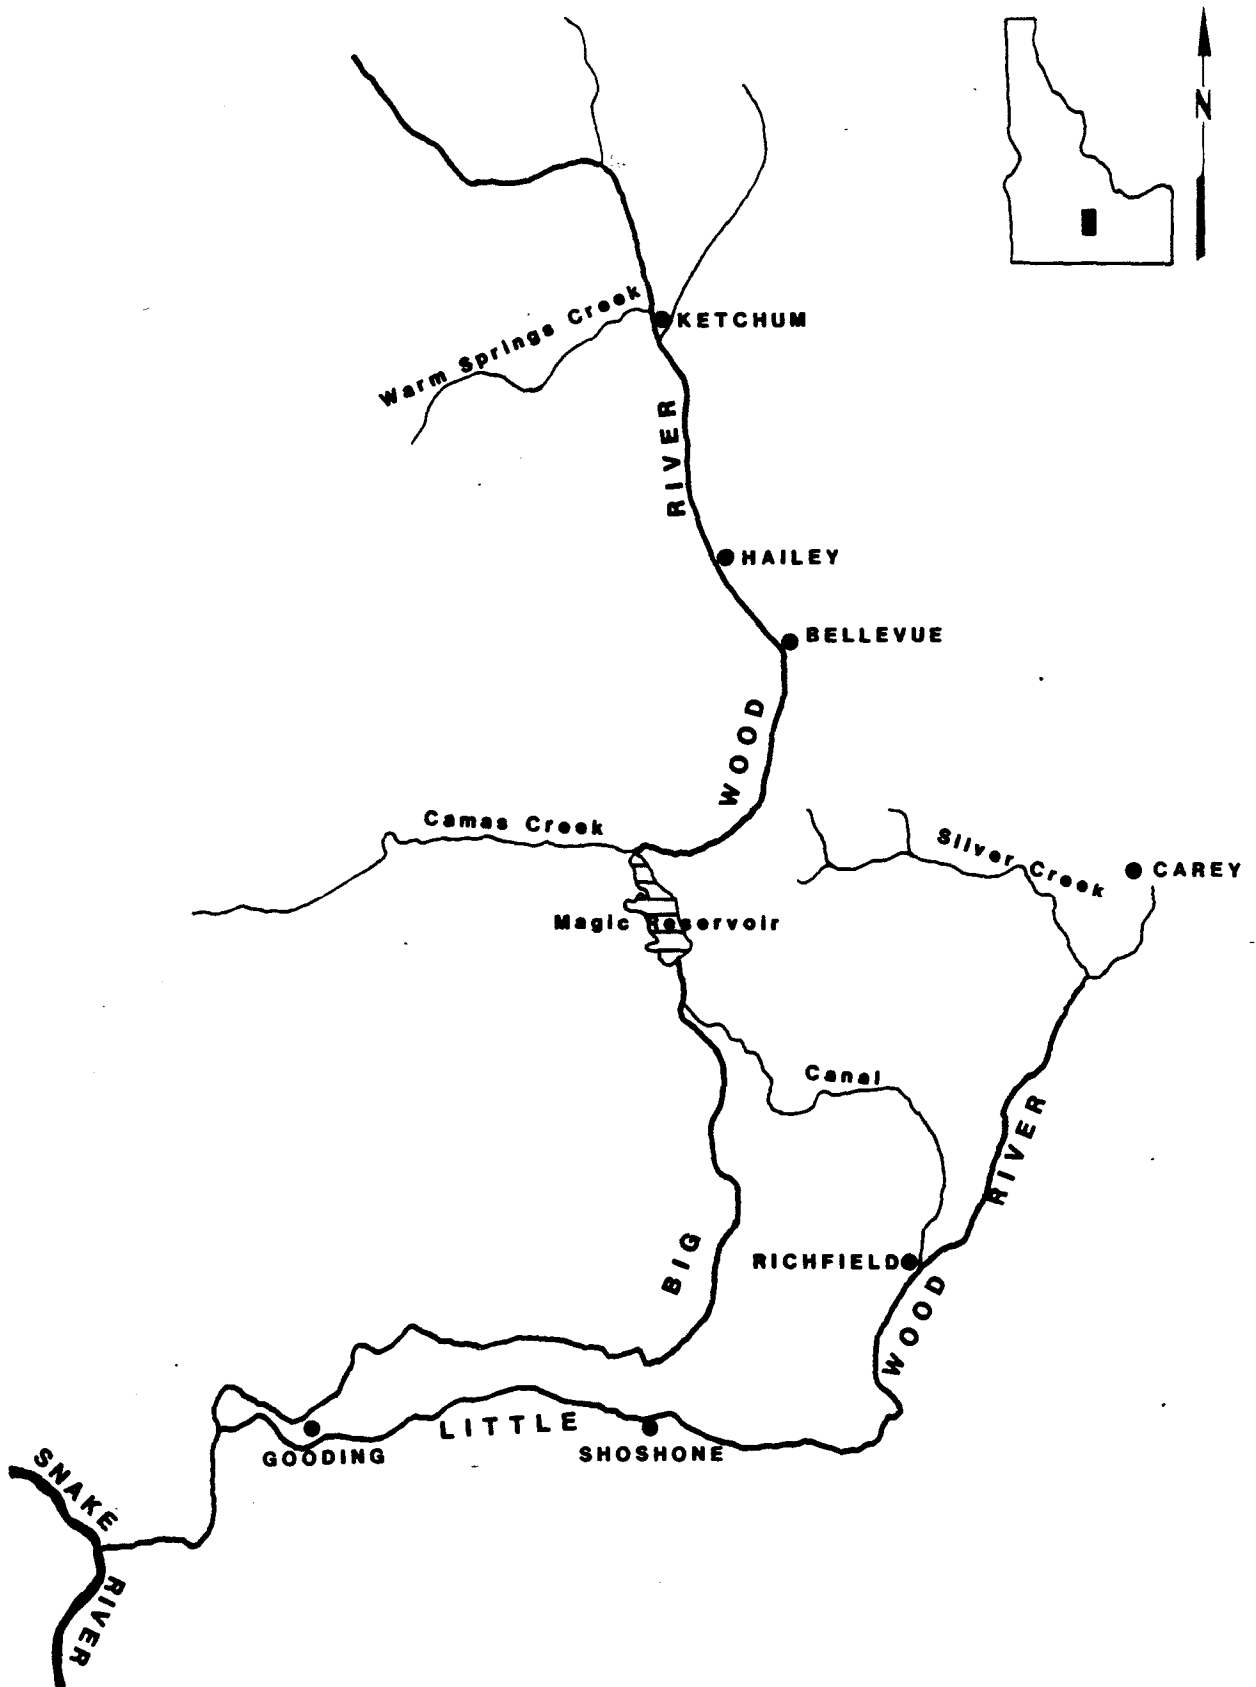 N
Warm Springs Creek
KETCHUM
RIVER
HAILEY
BELLEVUE
WOOD
Camas Creek
Silver Creek
CAREY
Magic Reservoir
Canal
RIVER
BIG
RICHFIELD
WOOD
LITTLE
GOODING
SHOSHONE
SNAKE
RIVER